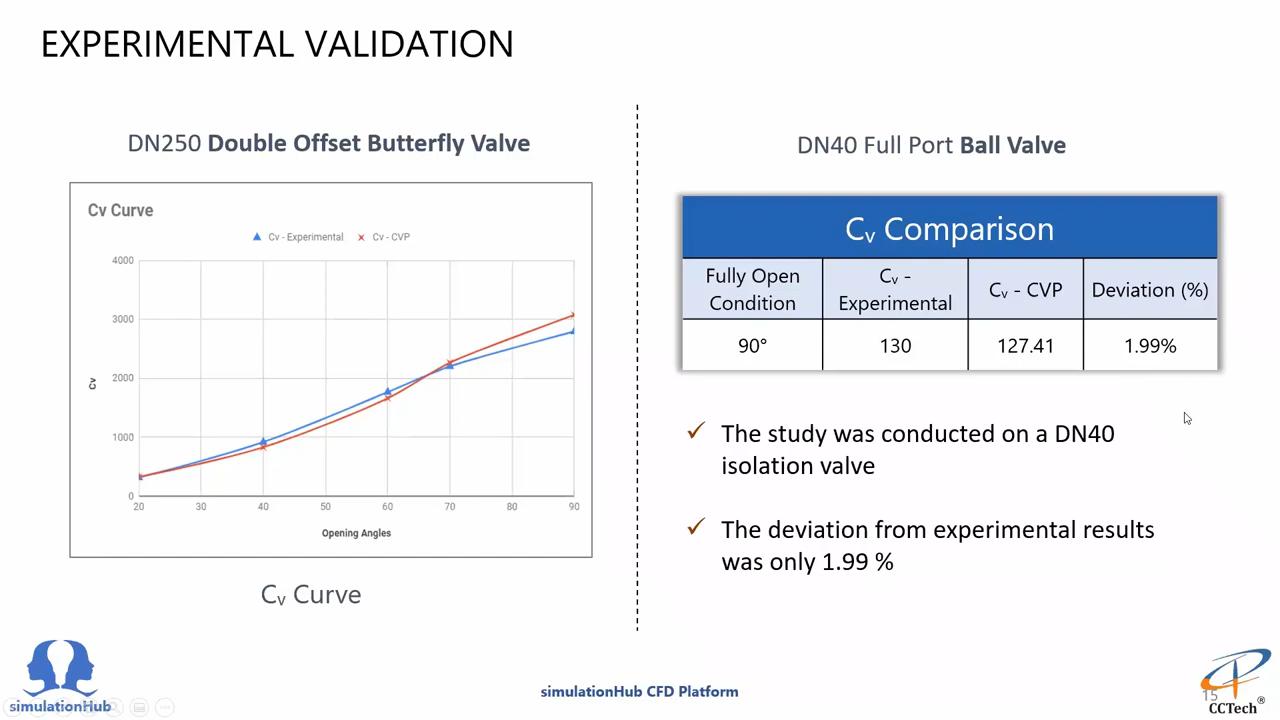 EXPERIMENTAL VALIDATION
DN250 Double Offset Butterfly Valve
Cv Curve
Cv - Experimental
Cv - CVP
4000
3000
2000
1000
0
Cv
20 30 40 50 60 70 80 90
Opening Angles
Cv Curve
DN40 Full Port Ball Valve
Cv Comparison
Fully Open
Condition
Cv -
Experimental
Cv - CVP
Deviation (%)
90°
130
127.41
1.99%
✓ The study was conducted on a DN40
isolation valve
✓ The deviation from experimental results
was only 1.99 %
simulationHub
simulationHub CFD Platform
15
CCTech®